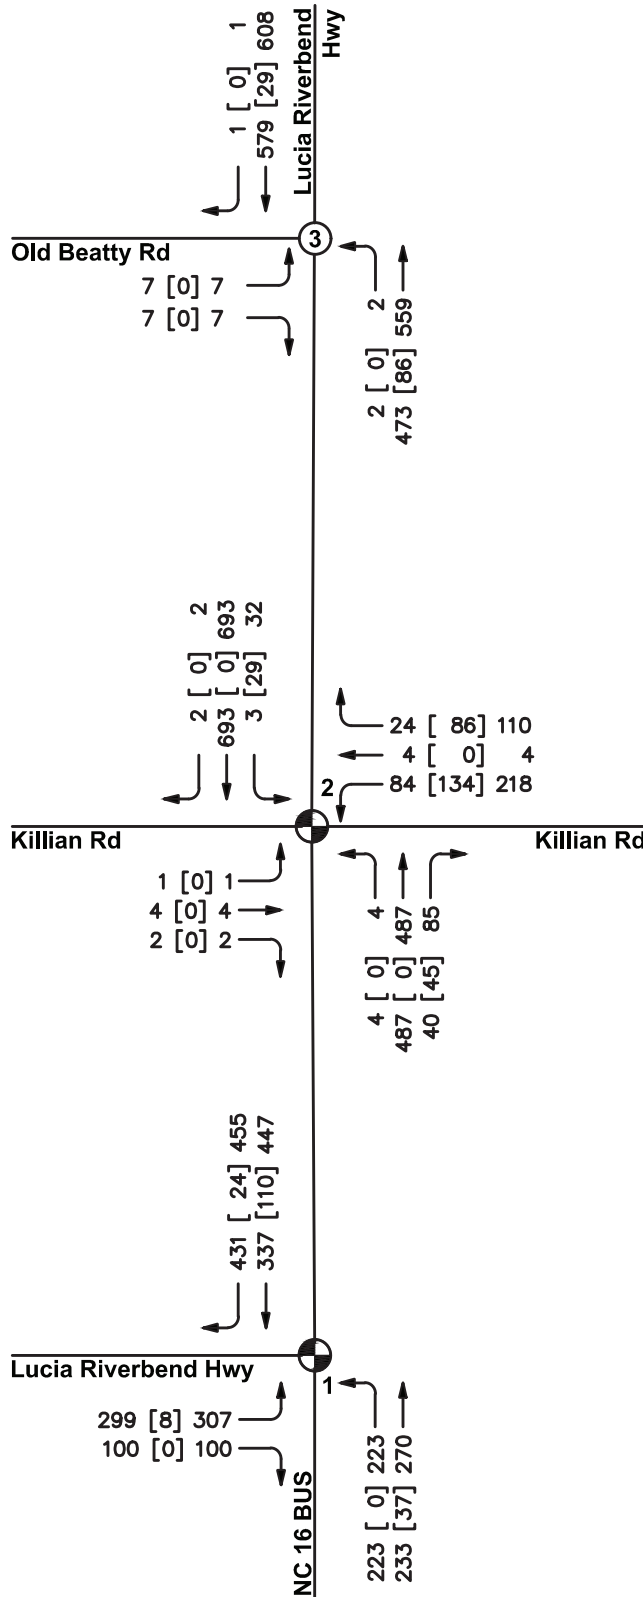 1 [ 0] 1
579 [29] 608
Lucia Riverbend
Hwy
3
Old Beatty Rd
7 [0] 7
7 [0] 7
2 [ 0] 2
473 [86] 559
2 [ 0] 2
693 [ 0] 693
3 [29] 32
24 [ 86] 110
4 [ 0] 4
84 [134] 218
2
Killian Rd
Killian Rd
1 [0] 1
4 [0] 4
2 [0] 2
4 [ 0] 4
487 [ 0] 487
40 [45] 85
431 [ 24] 455
337 [110] 447
Lucia Riverbend Hwy
1
299 [8] 307
100 [0] 100
NC 16 BUS
223 [ 0] 223
233 [37] 270